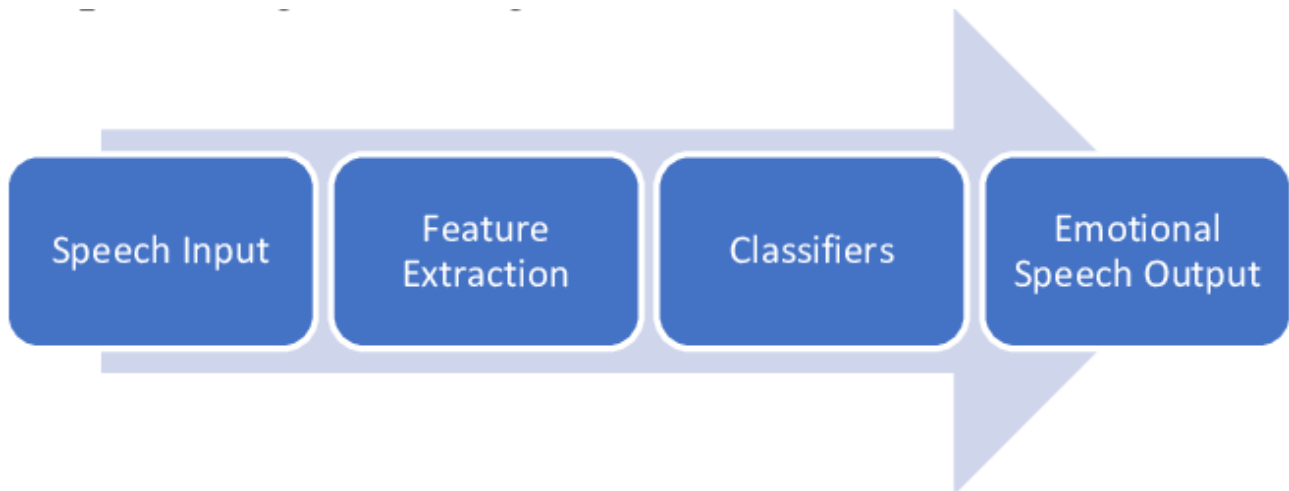 Speech Input
Feature
Extraction
Classifiers
Emotional
Speech Output